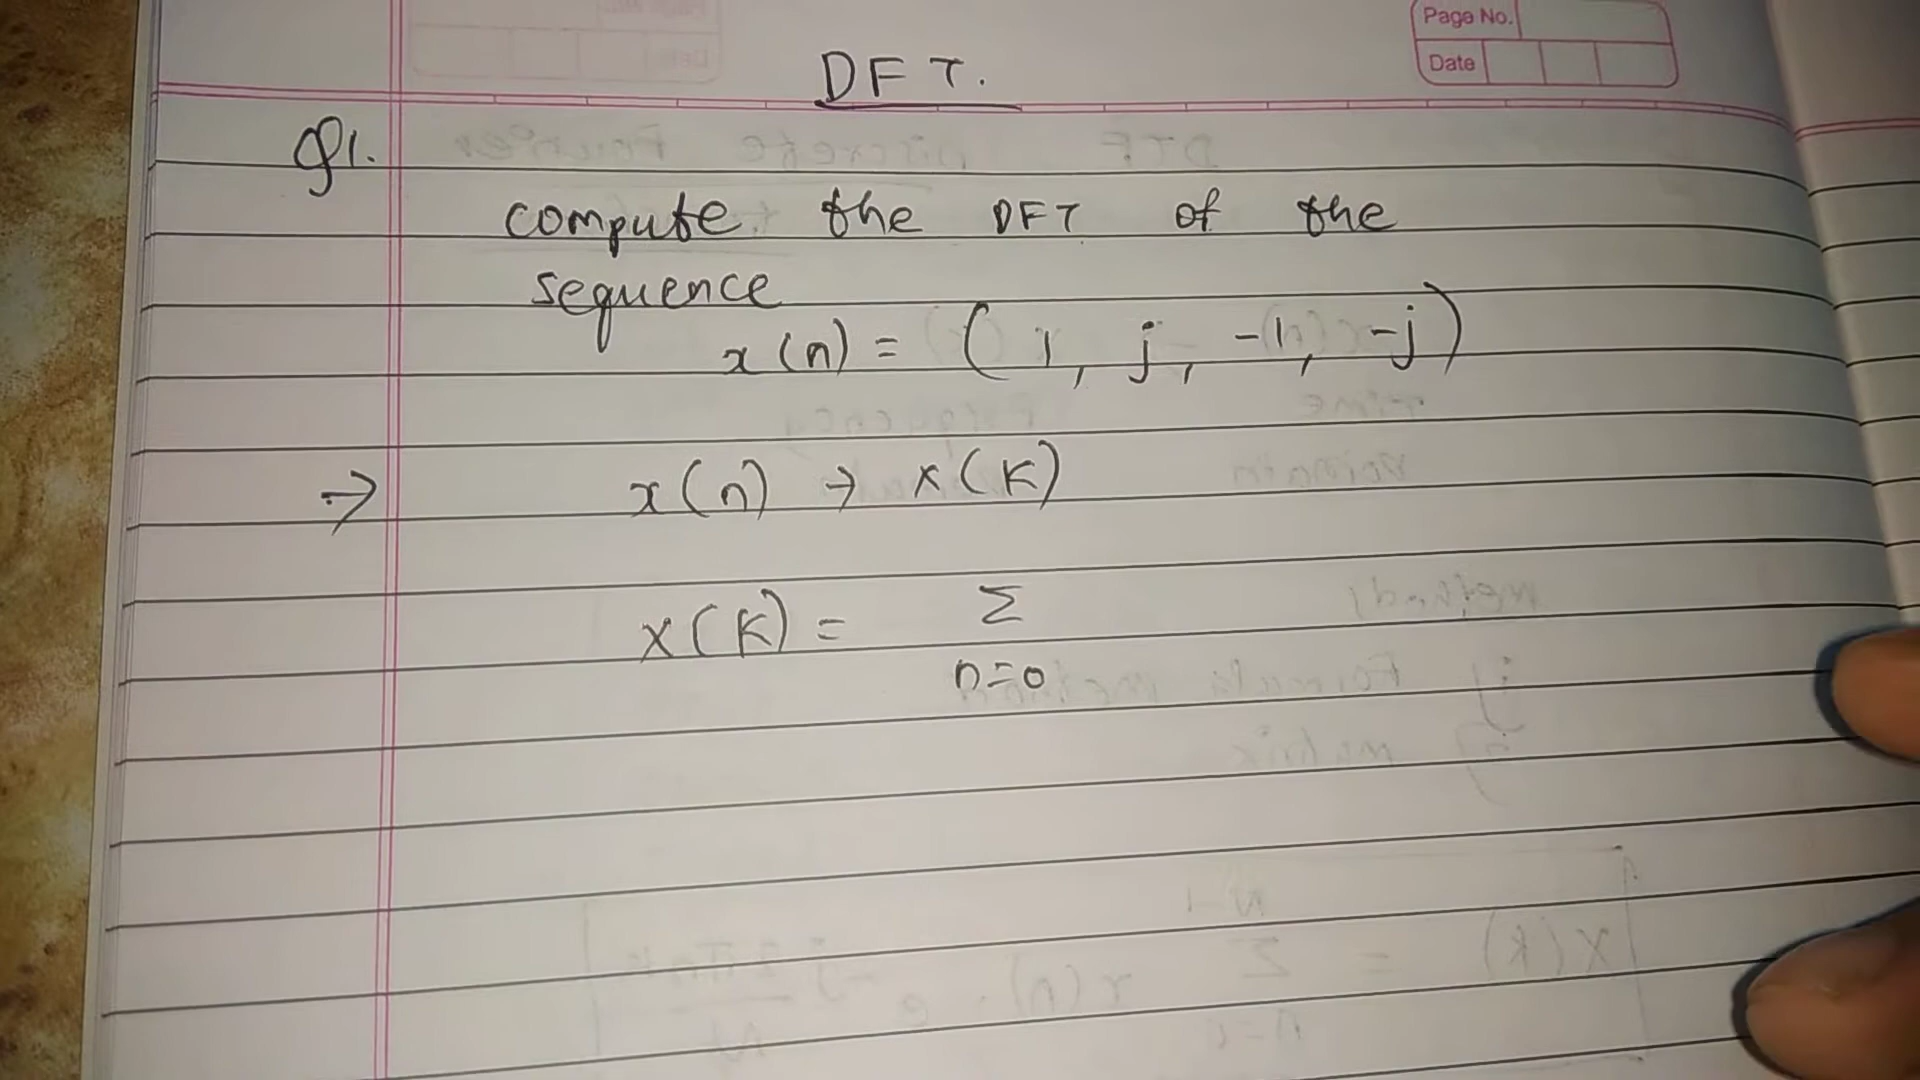 Page No.
Date
DFT.
Q1.
compute the DFT of the
sequence
x(n) = (1, j, -1, -j)
→ x(n) → X(K)
X(K) = Σ
n=0